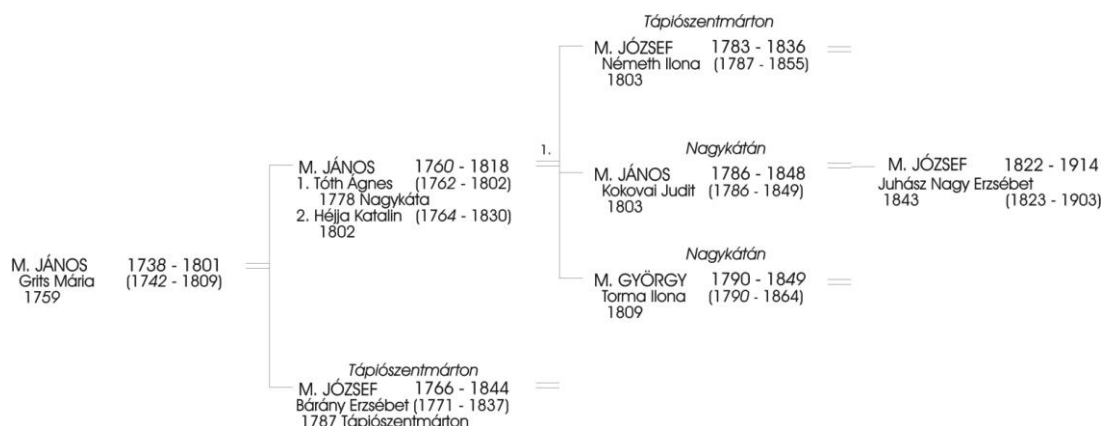 M. JÁNOS 1738 - 1801
Grits Mária (1742 - 1809)
1759
M. JÁNOS 1760 - 1818
1. Tóth Ágnes (1762 - 1802)
1778 Nagykáta
2. Héjja Katalin (1764 - 1830)
1802
Tápiószentmárton
M. JÓZSEF 1766 - 1844
Bárány Erzsébet (1771 - 1837)
1787 Tápiószentmárton
1.
Tápiószentmárton
M. JÓZSEF 1783 - 1836
Németh Ilona (1787 - 1855)
1803
Nagykátán
M. JÁNOS 1786 - 1848
Kokovai Judit (1786 - 1849)
1803
Nagykátán
M. GYÖRGY 1790 - 1849
Torma Ilona (1790 - 1864)
1809
M. JÓZSEF 1822 - 1914
Juhász Nagy Erzsébet
1843 (1823 - 1903)